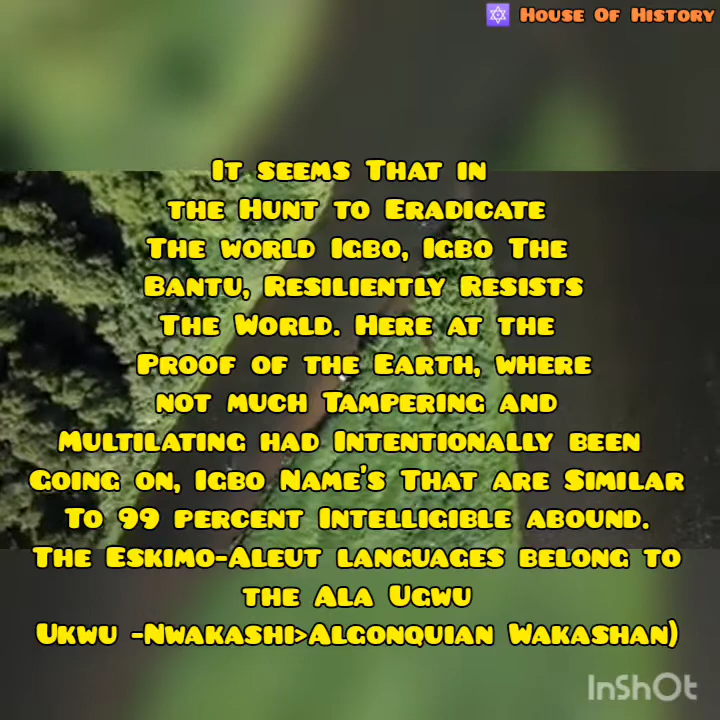 🔯 House Of History
It seems That in
the Hunt to Eradicate
The world Igbo, Igbo The
Bantu, Resiliently Resists
The World. Here at the
Proof of the Earth, where
not much Tampering and
Multilating had Intentionally been
Going on, Igbo Name's That are Similar
To 99 percent Intelligible abound.
The Eskimo-Aleut languages belong to
the Ala Ugwu
Ukwu -Nwakashi>Algonquian Wakashan)
InShOt